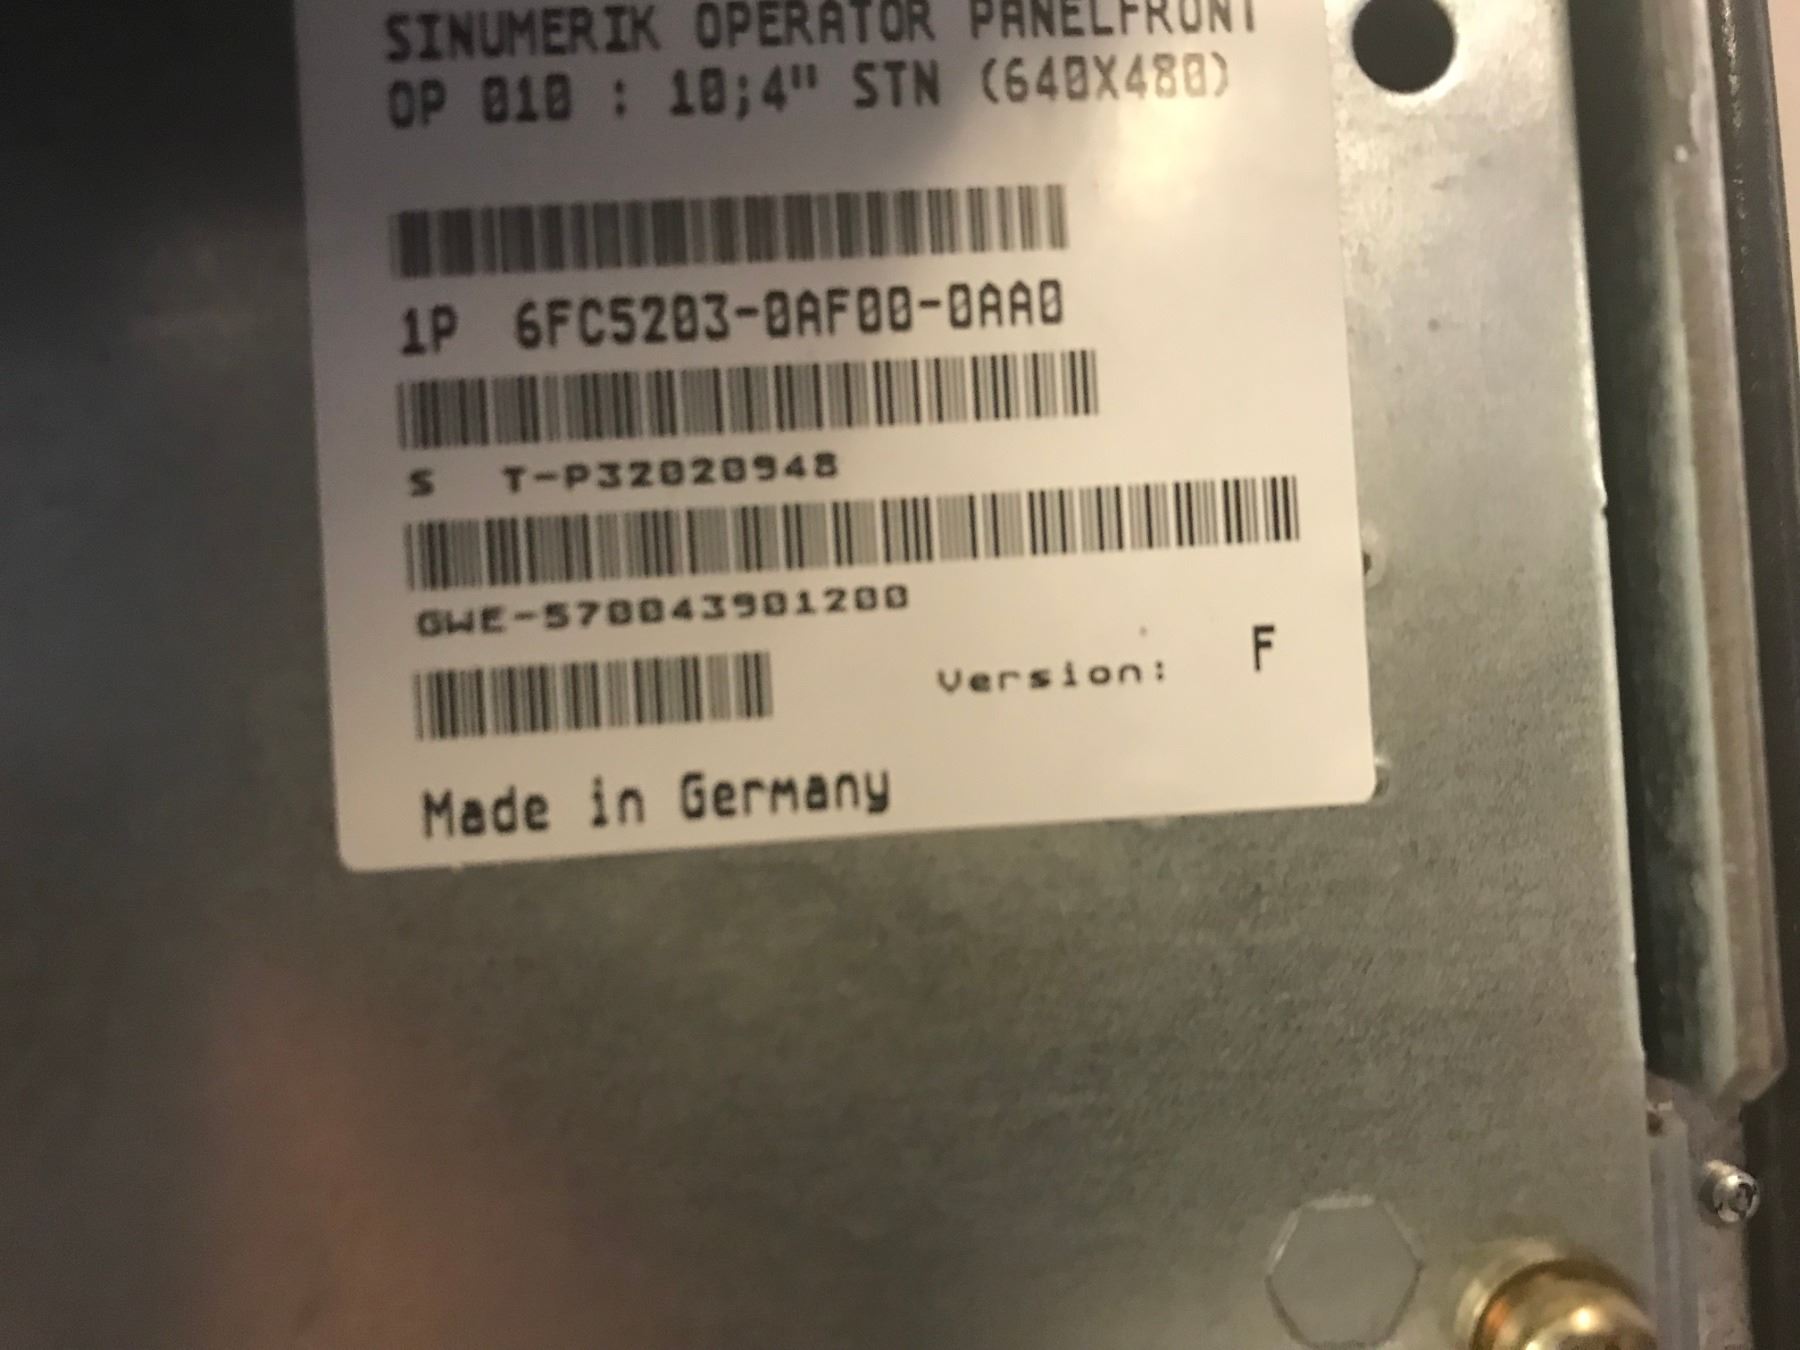 SINUMERIK OPERATOR PANELFRONT
OP 010 : 10;4" STN (640X480)
1P 6FC5203-0AF00-0AA0
S T-P32020948
GWE-570043901200
Version: F
Made in Germany